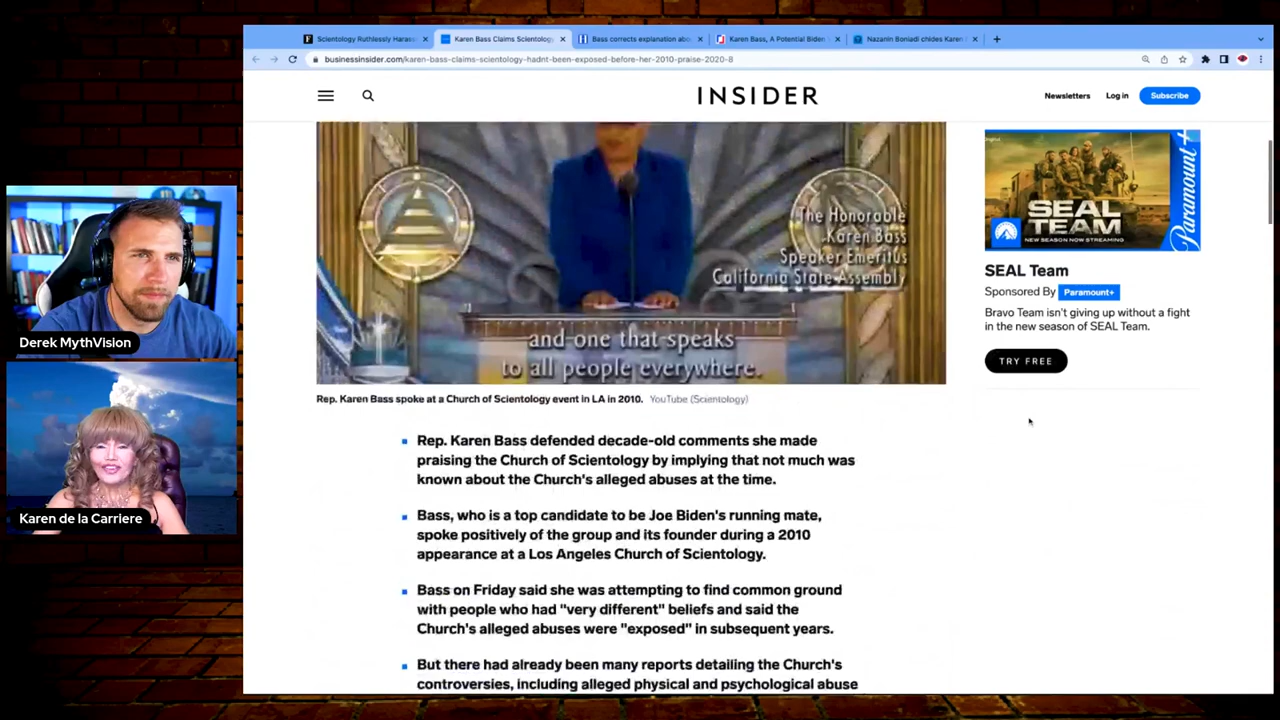 Scientology Ruthlessly Harass
Karen Bass Claims Scientology
Bass corrects explanation abo
Karen Bass, A Potential Biden
Nazanin Boniadi chides Karen
businessinsider.com/karen-bass-claims-scientology-hadnt-been-exposed-before-her-2010-praise-2020-8
INSIDER
Newsletters
Log in
Subscribe
The Honorable
Karen Bass
Speaker Emeritus
California State Assembly
and one that speaks
to all people everywhere.
Rep. Karen Bass spoke at a Church of Scientology event in LA in 2010. YouTube (Scientology)
Rep. Karen Bass defended decade-old comments she made
praising the Church of Scientology by implying that not much was
known about the Church's alleged abuses at the time.
Bass, who is a top candidate to be Joe Biden's running mate,
spoke positively of the group and its founder during a 2010
appearance at a Los Angeles Church of Scientology.
Bass on Friday said she was attempting to find common ground
with people who had "very different" beliefs and said the
Church's alleged abuses were "exposed" in subsequent years.
But there had already been many reports detailing the Church's
controversies, including alleged physical and psychological abuse
SEAL
TEAM
NEW SEASON NOW STREAMING
Paramount+
SEAL Team
Sponsored By Paramount+
Bravo Team isn't giving up without a fight
in the new season of SEAL Team.
TRY FREE
Derek MythVision
Karen de la Carriere